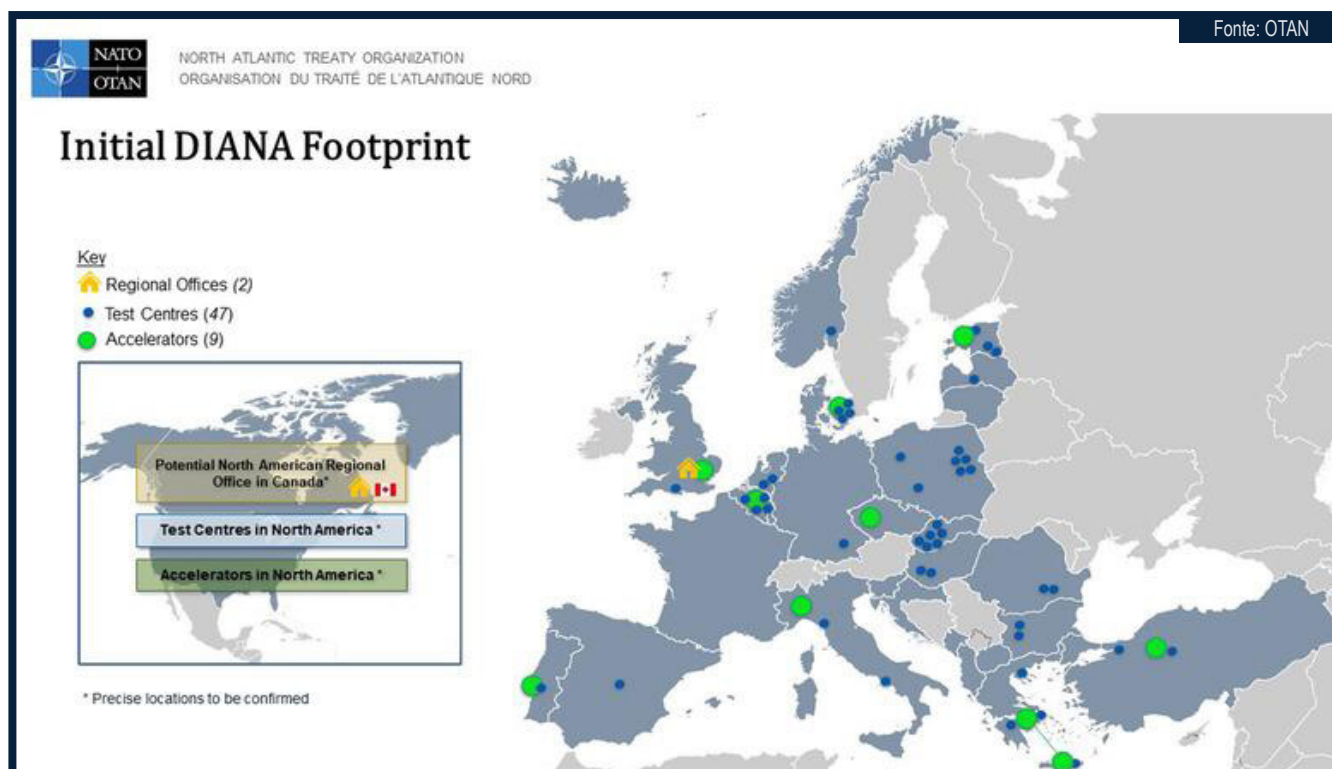 Fonte: OTAN
NATO
OTAN
NORTH ATLANTIC TREATY ORGANIZATION
ORGANISATION DU TRAITÉ DE L'ATLANTIQUE NORD
Initial DIANA Footprint
Key
Regional Offices (2)
Test Centres (47)
Accelerators (9)
Potential North American Regional
Office in Canada*
Test Centres in North America *
Accelerators in North America *
* Precise locations to be confirmed